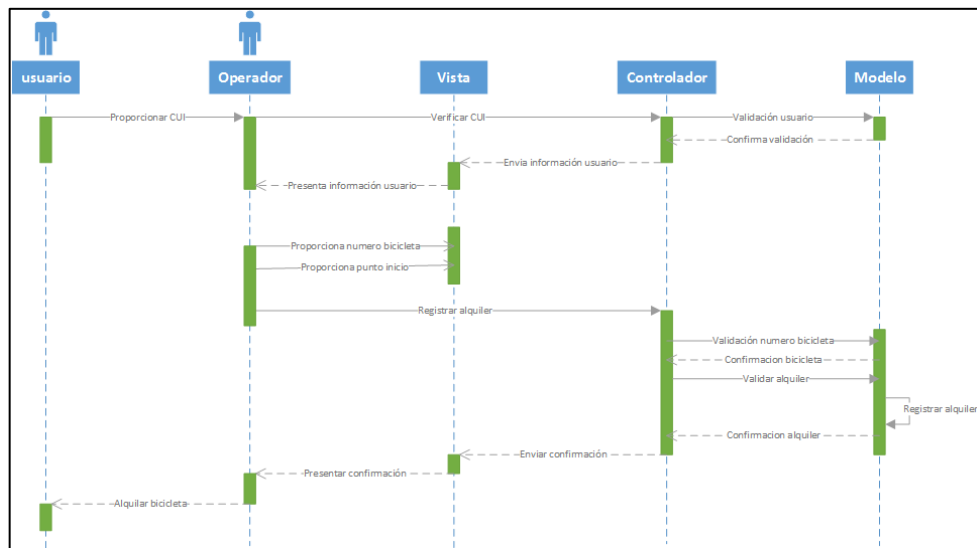 usuario
Operador
Vista
Controlador
Modelo
Proporcionar CUI
Verificar CUI
Validación usuario
Confirma validación
Envia información usuario
Presenta información usuario
Proporciona numero bicicleta
Proporciona punto inicio
Registrar alquiler
Validación numero bicicleta
Confirmacion bicicleta
Validar alquiler
Registrar alquiler
Confirmacion alquiler
Enviar confirmación
Presentar confirmación
Alquilar bicicleta